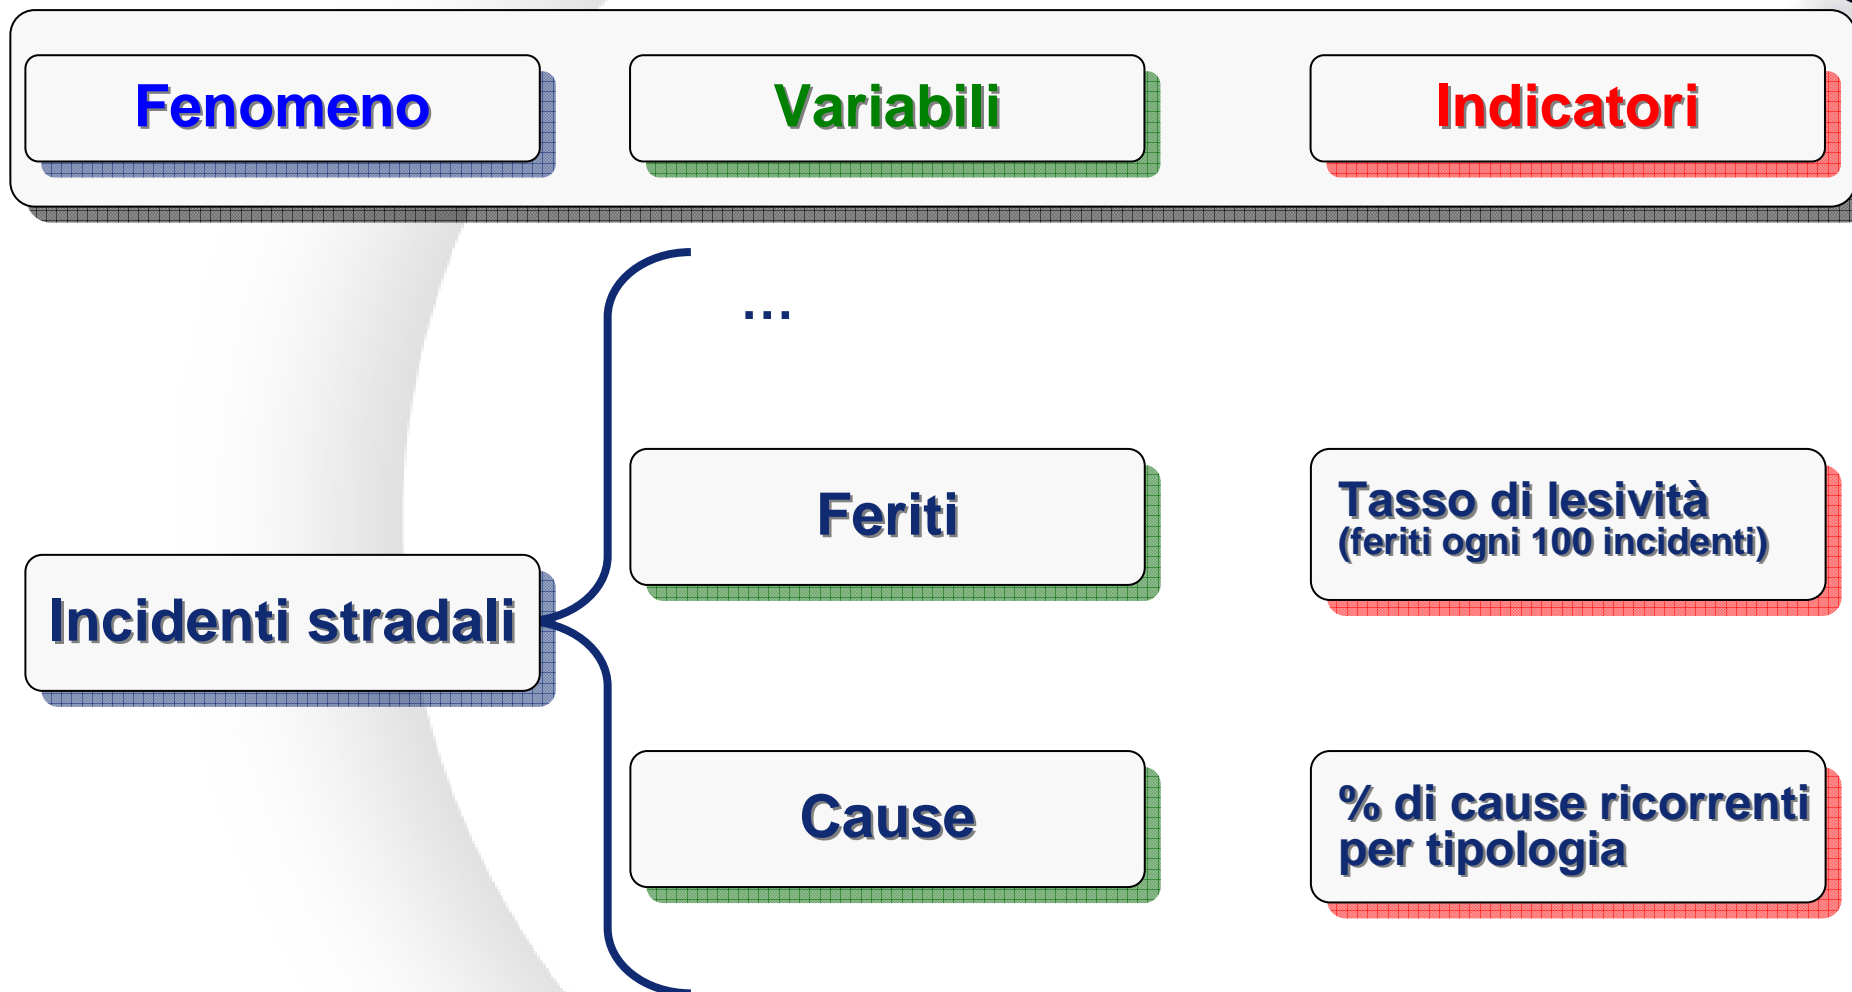 Fenomeno
Variabili
Indicatori
...
Feriti
Tasso di lesività
(feriti ogni 100 incidenti)
Incidenti stradali
Cause
% di cause ricorrenti
per tipologia